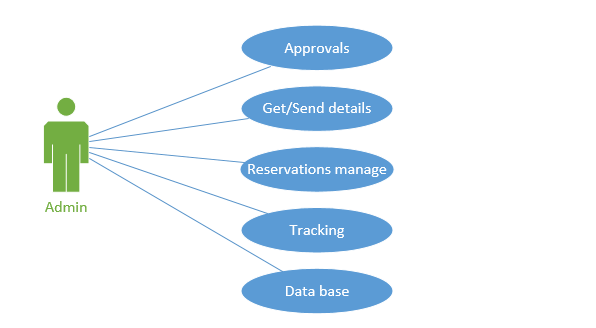 Approvals
Get/Send details
Reservations manage
Admin
Tracking
Data base